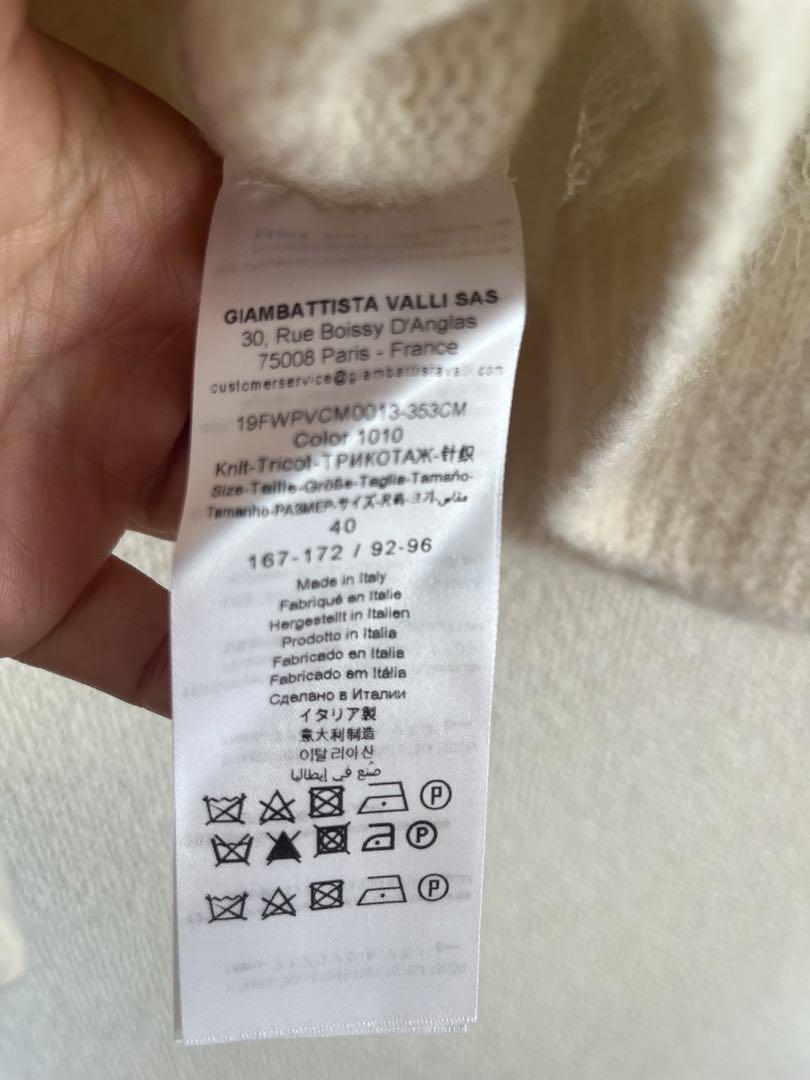 GIAMBATTISTA VALLI SAS
30, Rue Boissy D'Anglas
75008 Paris - France
customerservice@giambattistavalli.com
19FWPVCM0013-353CM
Color 1010
Knit-Tricot-ТРИКОТАЖ-针织
Size-Taille-Größe-Taglia-Tamaño-
Tamanho-РАЗМЕР-サイズ-尺码-크기-مقاس
40
167-172 / 92-96
Made in Italy
Fabriqué en Italie
Hergestellt in Italien
Prodotto in Italia
Fabricado en Italia
Fabricado em Itália
Сделано в Италии
イタリア製
意大利制造
이탈리아산
صُنع في إيطاليا
P
P
P